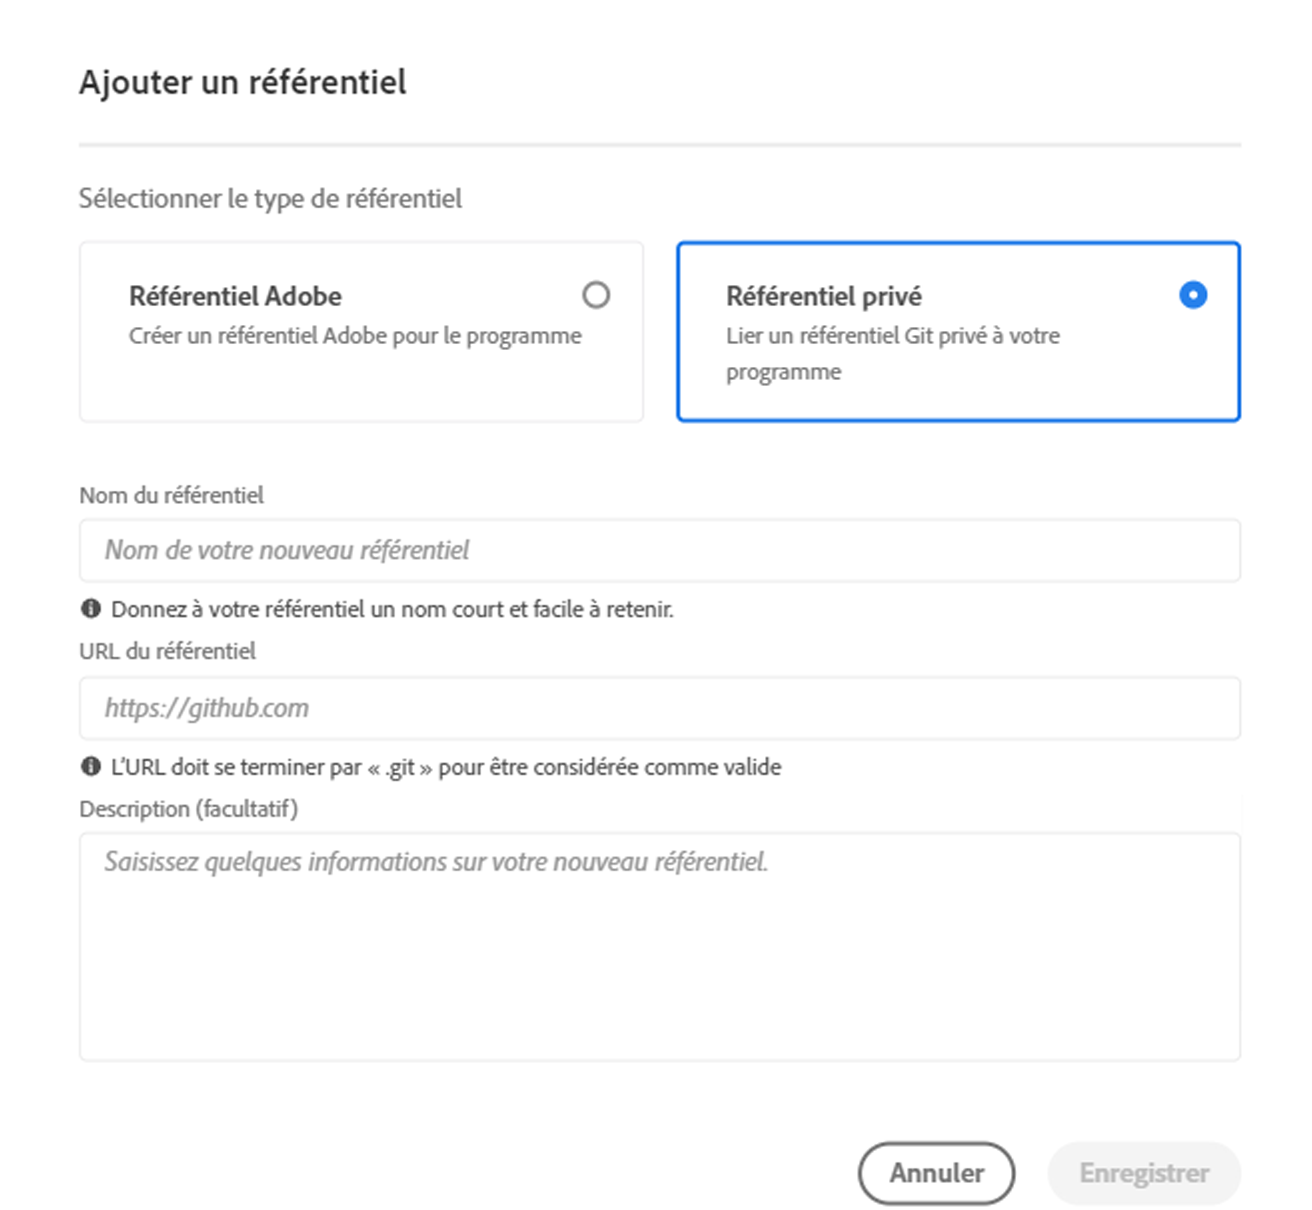 Ajouter un référentiel
Sélectionner le type de référentiel
Référentiel Adobe
Créer un référentiel Adobe pour le programme
Référentiel privé
Lier un référentiel Git privé à votre
programme
Nom du référentiel
Nom de votre nouveau référentiel
Donnez à votre référentiel un nom court et facile à retenir.
URL du référentiel
https://github.com
L'URL doit se terminer par « .git » pour être considérée comme valide
Description (facultatif)
Saisissez quelques informations sur votre nouveau référentiel.
Annuler
Enregistrer